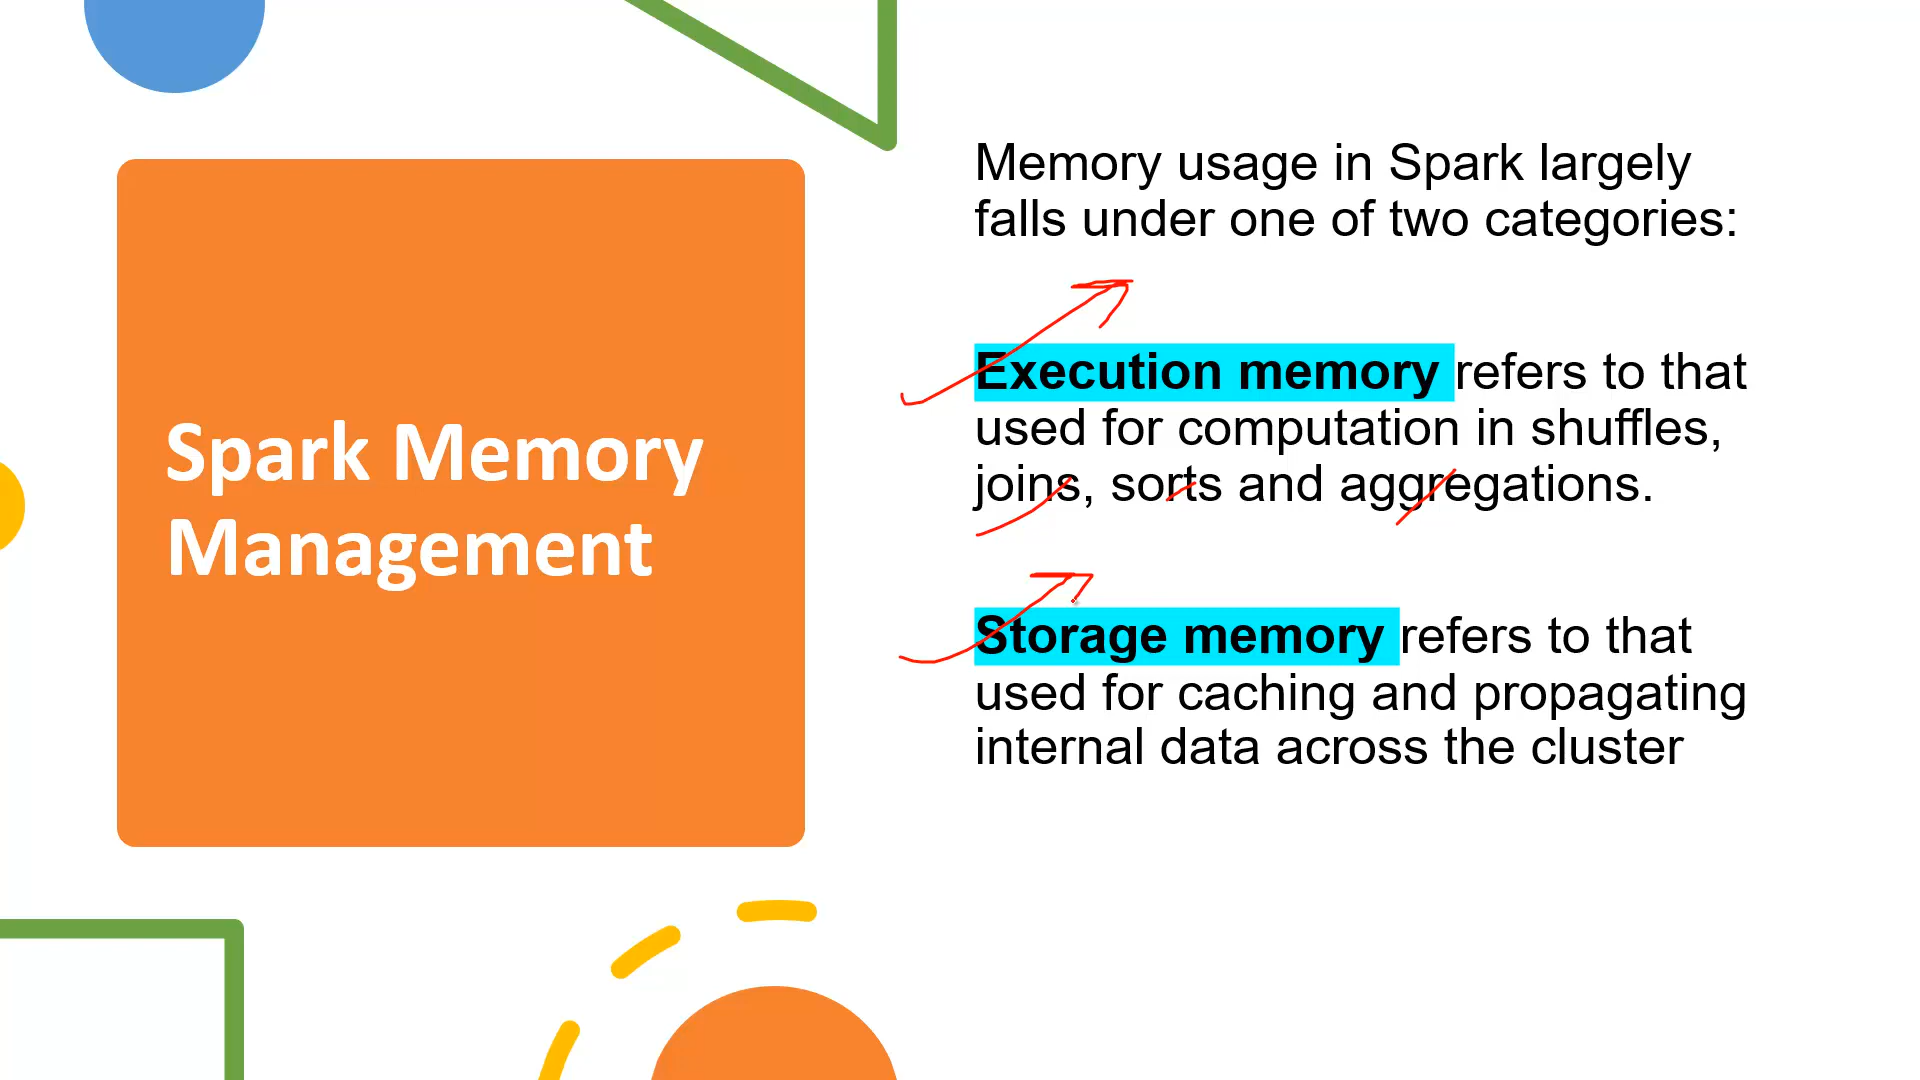 Spark Memory
Management
Memory usage in Spark largely
falls under one of two categories:
Execution memory refers to that
used for computation in shuffles,
joins, sorts and aggregations.
Storage memory refers to that
used for caching and propagating
internal data across the cluster